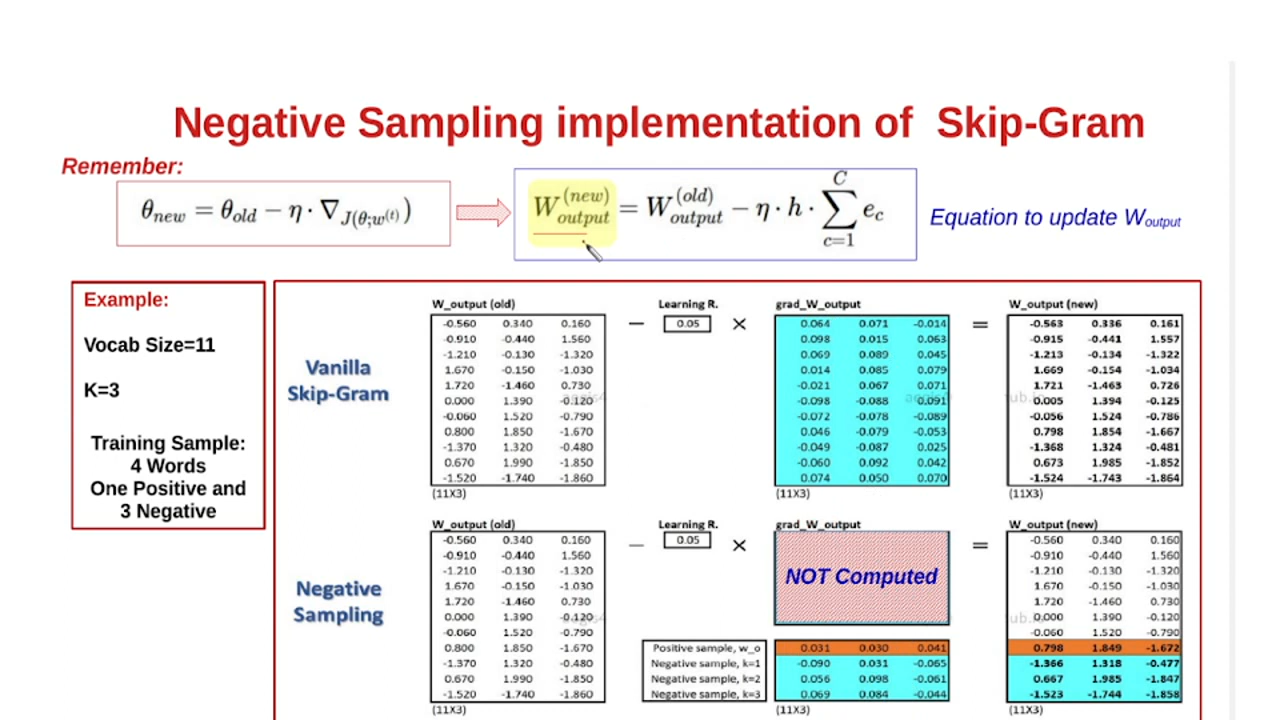 Negative Sampling implementation of Skip-Gram
Remember:
θ_new = θ_old − η · ∇_J(θ;w^(t))
W_output^(new) = W_output^(old) − η · h · ∑_{c=1}^{C} e_c
Equation to update W_output
Example:
Vocab Size=11
K=3
Training Sample:
4 Words
One Positive and
3 Negative
Vanilla
Skip-Gram
W_output (old) Learning R. grad_W_output W_output (new)
-0.560 0.340 0.160 − 0.05 × 0.064 0.071 -0.014 = -0.563 0.336 0.161
-0.910 -0.440 1.560 0.098 0.015 0.063 -0.915 -0.441 1.557
-1.210 -0.130 -1.320 0.069 0.089 0.045 -1.213 -0.134 -1.322
1.670 -0.150 -1.030 0.014 0.085 0.079 1.669 -0.154 -1.034
1.720 -1.460 0.730 -0.021 0.067 0.071 1.721 -1.463 0.726
0.000 1.390 -0.120 -0.098 -0.088 0.091 0.005 1.394 -0.125
-0.060 1.520 -0.790 -0.072 -0.078 -0.089 -0.056 1.524 -0.786
0.800 1.850 -1.670 0.046 -0.079 -0.053 0.798 1.854 -1.667
-1.370 1.320 -0.480 -0.049 -0.087 0.025 -1.368 1.324 -0.481
0.670 1.990 -1.850 -0.060 0.092 0.042 0.673 1.985 -1.852
-1.520 -1.740 -1.860 0.074 0.050 0.070 -1.524 -1.743 -1.864
(11X3) (11X3) (11X3)
Negative
Sampling
W_output (old) Learning R. grad_W_output W_output (new)
-0.560 0.340 0.160 − 0.05 × = -0.560 0.340 0.160
-0.910 -0.440 1.560 -0.910 -0.440 1.560
-1.210 -0.130 -1.320 NOT Computed -1.210 -0.130 -1.320
1.670 -0.150 -1.030 1.670 -0.150 -1.030
1.720 -1.460 0.730 1.720 -1.460 0.730
0.000 1.390 -0.120 0.000 1.390 -0.120
-0.060 1.520 -0.790 -0.060 1.520 -0.790
0.800 1.850 -1.670 Positive sample, w_o 0.031 0.030 0.041 0.798 1.849 -1.672
-1.370 1.320 -0.480 Negative sample, k=1 -0.090 0.031 -0.065 -1.366 1.318 -0.477
0.670 1.990 -1.850 Negative sample, k=2 0.056 0.098 -0.061 0.667 1.985 -1.847
-1.520 -1.740 -1.860 Negative sample, k=3 0.069 0.084 -0.044 -1.523 -1.744 -1.858
(11X3) (11X3) (11X3)